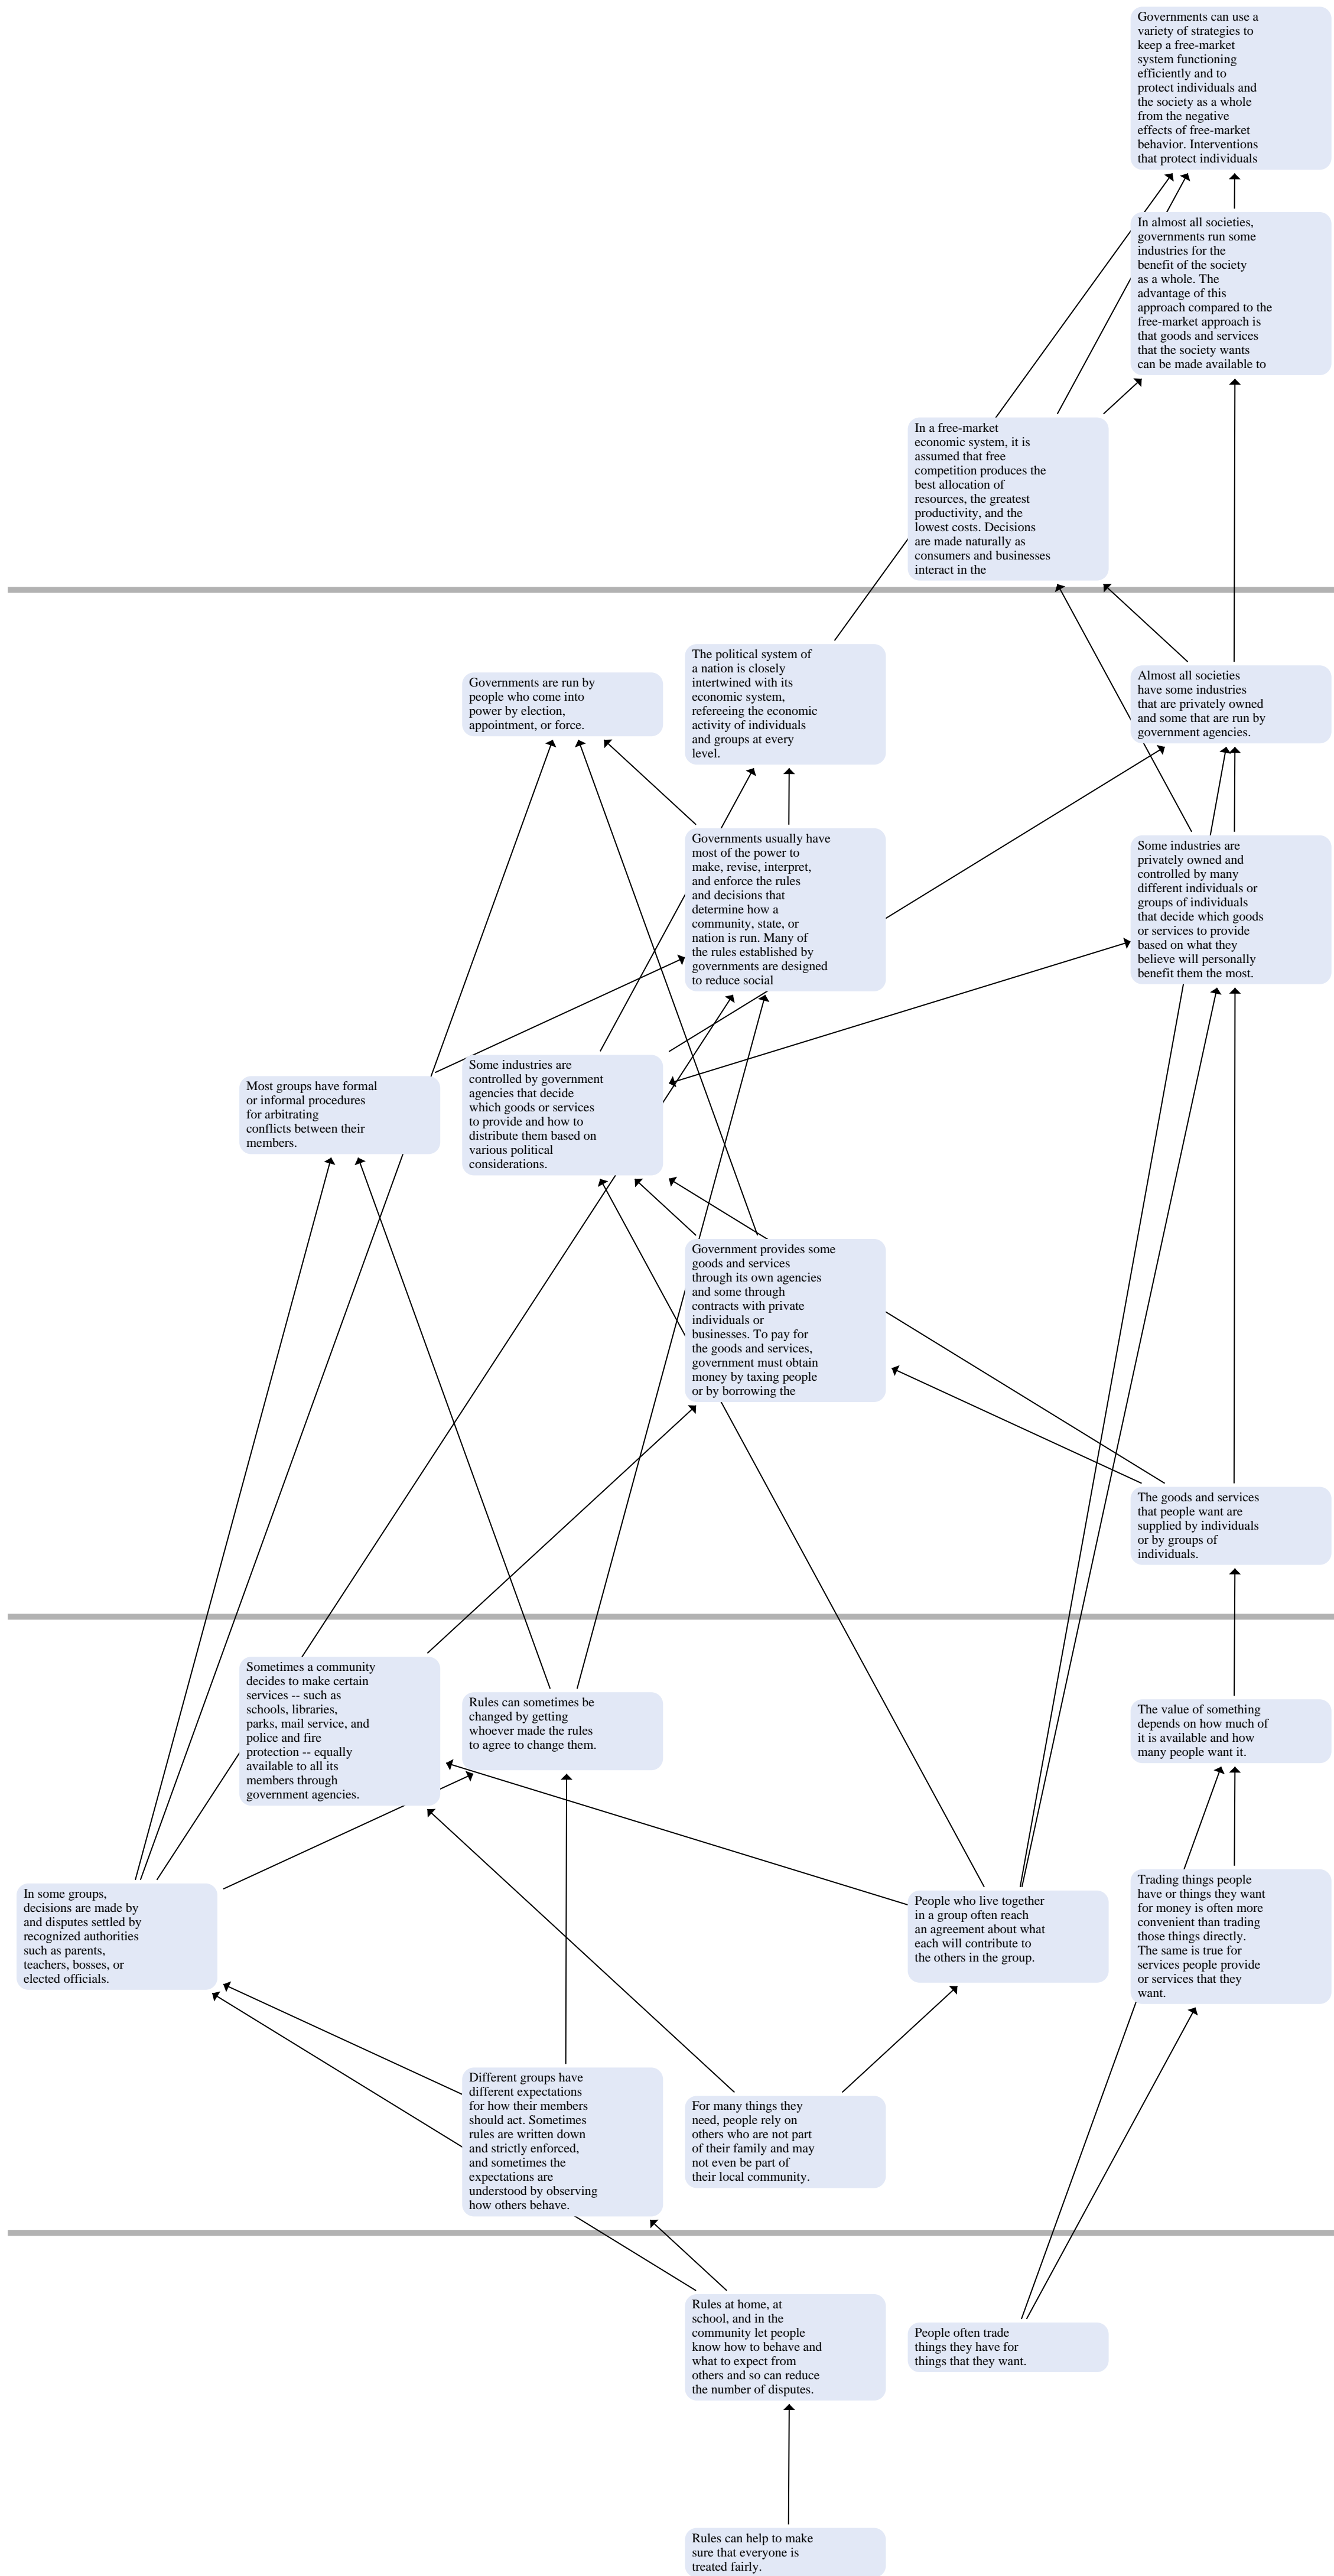 Governments can use a
variety of strategies to
keep a free-market
system functioning
efficiently and to
protect individuals and
the society as a whole
from the negative
effects of free-market
behavior. Interventions
that protect individuals
In almost all societies,
governments run some
industries for the
benefit of the society
as a whole. The
advantage of this
approach compared to the
free-market approach is
that goods and services
that the society wants
can be made available to
In a free-market
economic system, it is
assumed that free
competition produces the
best allocation of
resources, the greatest
productivity, and the
lowest costs. Decisions
are made naturally as
consumers and businesses
interact in the
The political system of
a nation is closely
intertwined with its
economic system,
refereeing the economic
activity of individuals
and groups at every
level.
Governments are run by
people who come into
power by election,
appointment, or force.
Almost all societies
have some industries
that are privately owned
and some that are run by
government agencies.
Governments usually have
most of the power to
make, revise, interpret,
and enforce the rules
and decisions that
determine how a
community, state, or
nation is run. Many of
the rules established by
governments are designed
to reduce social
Some industries are
privately owned and
controlled by many
different individuals or
groups of individuals
that decide which goods
or services to provide
based on what they
believe will personally
benefit them the most.
Some industries are
controlled by government
agencies that decide
which goods or services
to provide and how to
distribute them based on
various political
considerations.
Most groups have formal
or informal procedures
for arbitrating
conflicts between their
members.
Government provides some
goods and services
through its own agencies
and some through
contracts with private
individuals or
businesses. To pay for
the goods and services,
government must obtain
money by taxing people
or by borrowing the
The goods and services
that people want are
supplied by individuals
or by groups of
individuals.
Sometimes a community
decides to make certain
services -- such as
schools, libraries,
parks, mail service, and
police and fire
protection -- equally
available to all its
members through
government agencies.
Rules can sometimes be
changed by getting
whoever made the rules
to agree to change them.
The value of something
depends on how much of
it is available and how
many people want it.
In some groups,
decisions are made by
and disputes settled by
recognized authorities
such as parents,
teachers, bosses, or
elected officials.
People who live together
in a group often reach
an agreement about what
each will contribute to
the others in the group.
Trading things people
have or things they want
for money is often more
convenient than trading
those things directly.
The same is true for
services people provide
or services that they
want.
Different groups have
different expectations
for how their members
should act. Sometimes
rules are written down
and strictly enforced,
and sometimes the
expectations are
understood by observing
how others behave.
For many things they
need, people rely on
others who are not part
of their family and may
not even be part of
their local community.
Rules at home, at
school, and in the
community let people
know how to behave and
what to expect from
others and so can reduce
the number of disputes.
People often trade
things they have for
things that they want.
Rules can help to make
sure that everyone is
treated fairly.